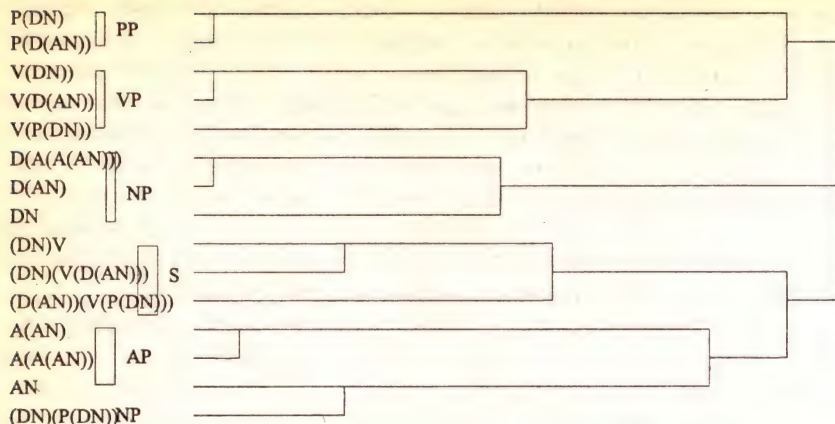 P(DN)
P(D(AN)) PP
V(DN))
V(D(AN)) VP
V(P(DN))
D(A(A(AN)))
D(AN) NP
DN
(DN)V
(DN)(V(D(AN))) S
(D(AN))(V(P(DN)))
A(AN)
A(A(AN)) AP
AN
(DN)(P(DN))NP